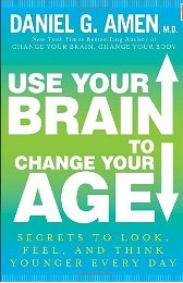 DANIEL G. AMEN, M.D.
New York Times Bestselling Author of
CHANGE YOUR BRAIN, CHANGE YOUR BODY
USE YOUR
BRAIN
TO
CHANGE YOUR
AGE
SECRETS TO LOOK,
FEEL, AND THINK
YOUNGER EVERY DAY